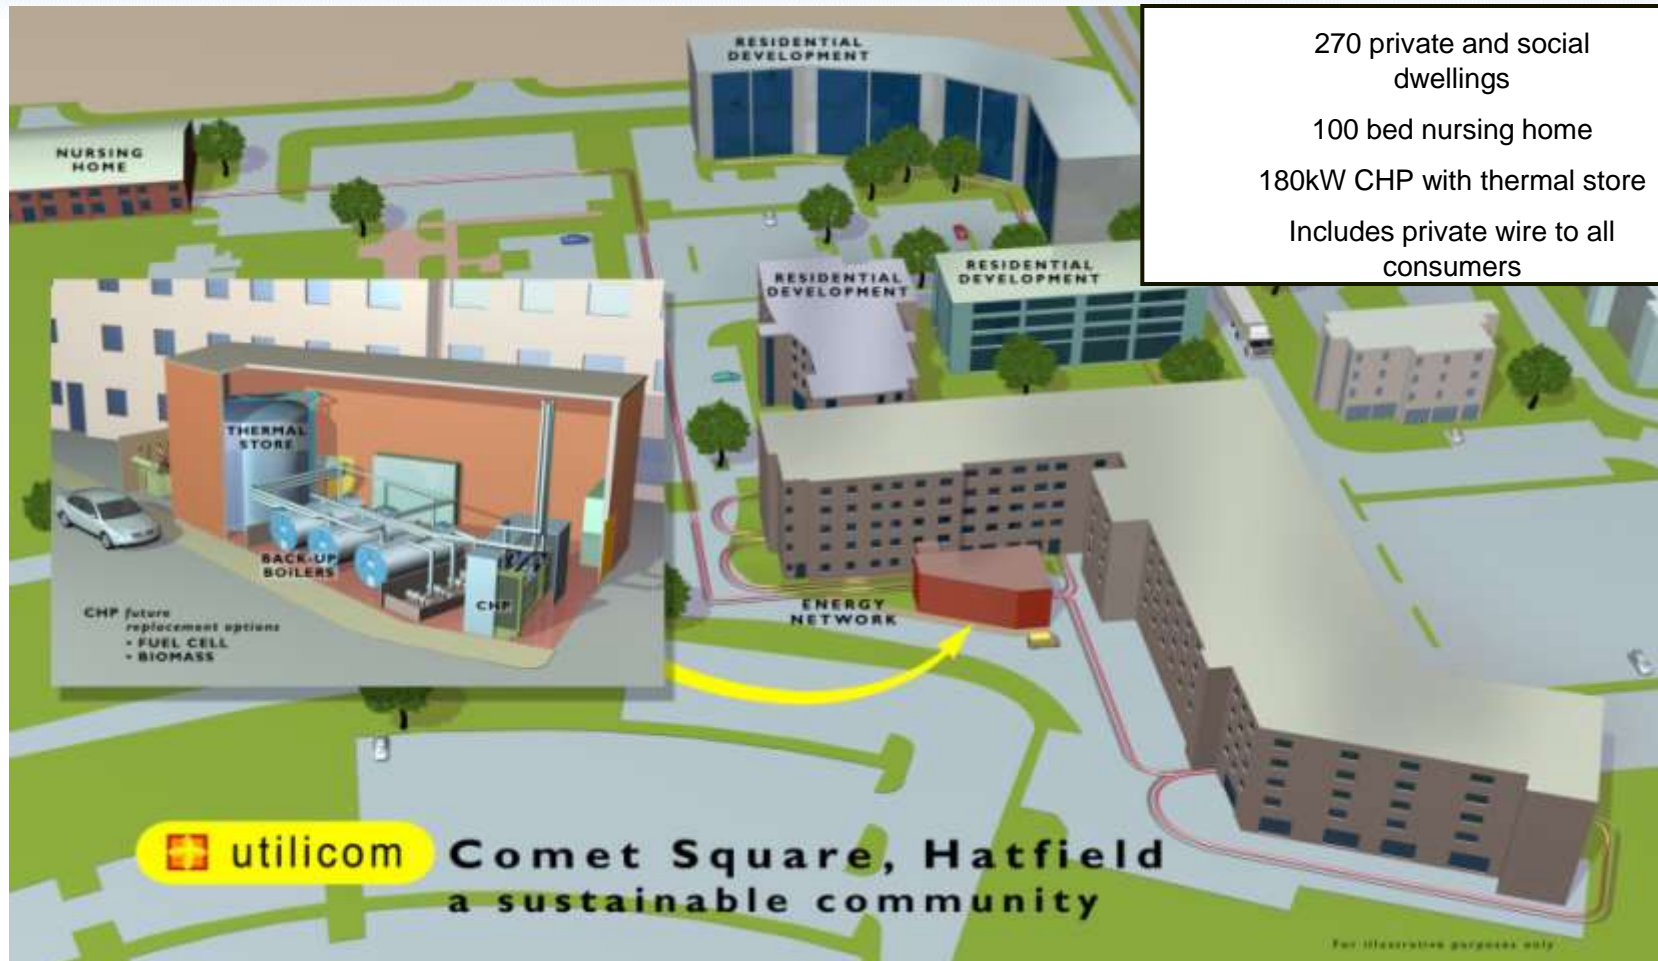 RESIDENTIAL
DEVELOPMENT
270 private and social
dwellings
100 bed nursing home
180kW CHP with thermal store
Includes private wire to all
consumers
NURSING
HOME
RESIDENTIAL
DEVELOPMENT
RESIDENTIAL
DEVELOPMENT
THERMAL
STORE
BACK-UP
BOiLERS
CHP
CHP future
replacement options
• FUEL CELL
• BIOMASS
ENERGY
NETWORK
utilicom
Comet Square, Hatfield
a sustainable community
For illustrative purposes only